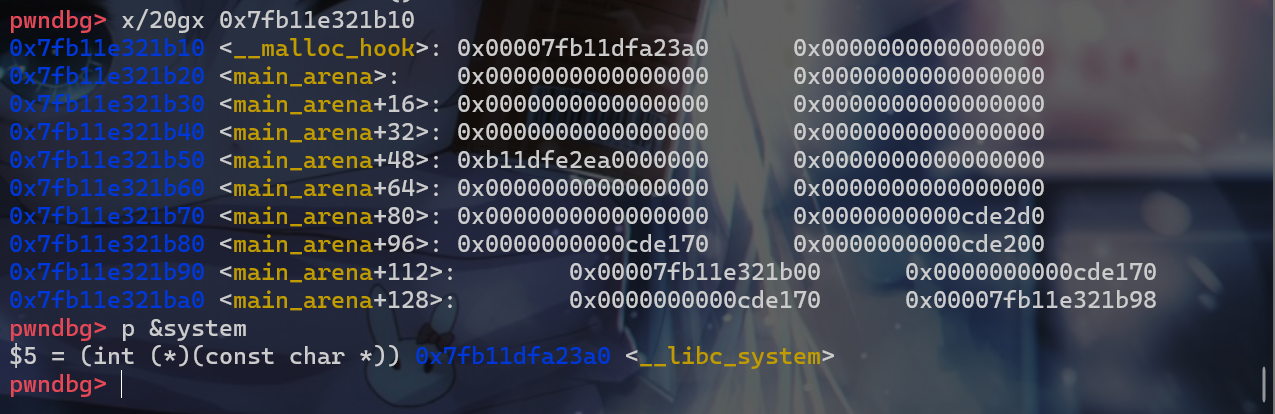 pwndbg> x/20gx 0x7fb11e321b10
0x7fb11e321b10 <__malloc_hook>: 0x00007fb11dfa23a0 0x0000000000000000
0x7fb11e321b20 <main_arena>: 0x0000000000000000 0x0000000000000000
0x7fb11e321b30 <main_arena+16>: 0x0000000000000000 0x0000000000000000
0x7fb11e321b40 <main_arena+32>: 0x0000000000000000 0x0000000000000000
0x7fb11e321b50 <main_arena+48>: 0xb11dfe2ea0000000 0x0000000000000000
0x7fb11e321b60 <main_arena+64>: 0x0000000000000000 0x0000000000000000
0x7fb11e321b70 <main_arena+80>: 0x0000000000000000 0x0000000000cde2d0
0x7fb11e321b80 <main_arena+96>: 0x0000000000cde170 0x0000000000cde200
0x7fb11e321b90 <main_arena+112>: 0x00007fb11e321b00 0x0000000000cde170
0x7fb11e321ba0 <main_arena+128>: 0x0000000000cde170 0x00007fb11e321b98
pwndbg> p &system
$5 = (int (*)(const char *)) 0x7fb11dfa23a0 <__libc_system>
pwndbg>